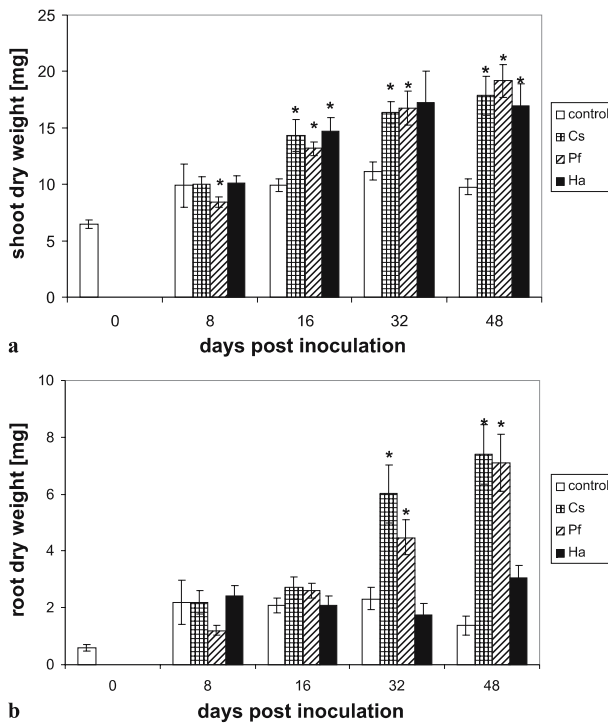 25
20
15
10
5
0
shoot dry weight [mg]
* * * * * * * * * *
control
Cs
Pf
Ha
0 8 16 32 48
days post inoculation
a
10
8
6
4
2
0
root dry weight [mg]
* * * *
control
Cs
Pf
Ha
0 8 16 32 48
days post inoculation
b